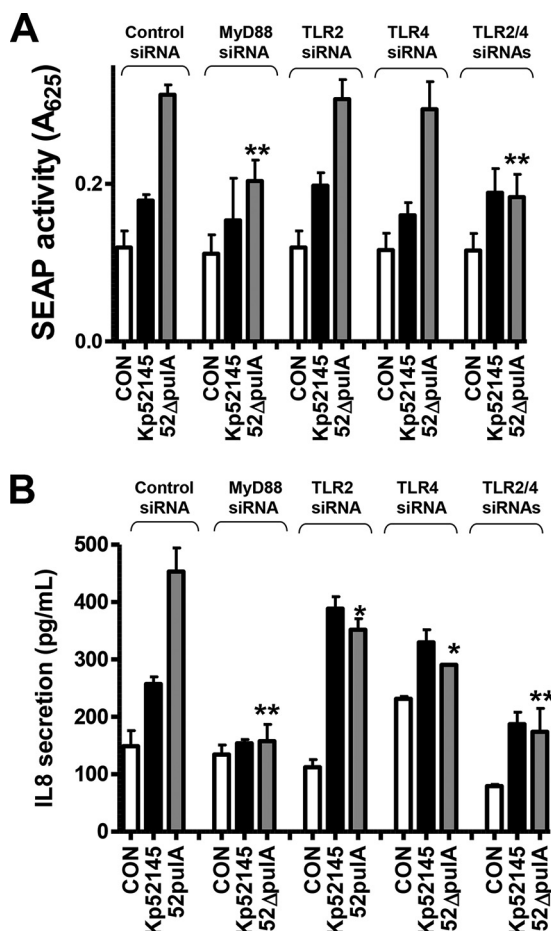 A
Control siRNA
MyD88 siRNA
TLR2 siRNA
TLR4 siRNA
TLR2/4 siRNAs
SEAP activity (A625)
0.2
0.0
CON
Kp52145
52ΔpulA
CON
Kp52145
52ΔpulA
CON
Kp52145
52ΔpulA
CON
Kp52145
52ΔpulA
CON
Kp52145
52ΔpulA
**
**
B
Control siRNA
MyD88 siRNA
TLR2 siRNA
TLR4 siRNA
TLR2/4 siRNAs
IL8 secretion (pg/mL)
500
400
300
200
100
0
**
*
*
**
CON
Kp52145
52pulA
CON
Kp52145
52ΔpulA
CON
Kp52145
52ΔpulA
CON
Kp52145
52ΔpulA
CON
Kp52145
52ΔpulA